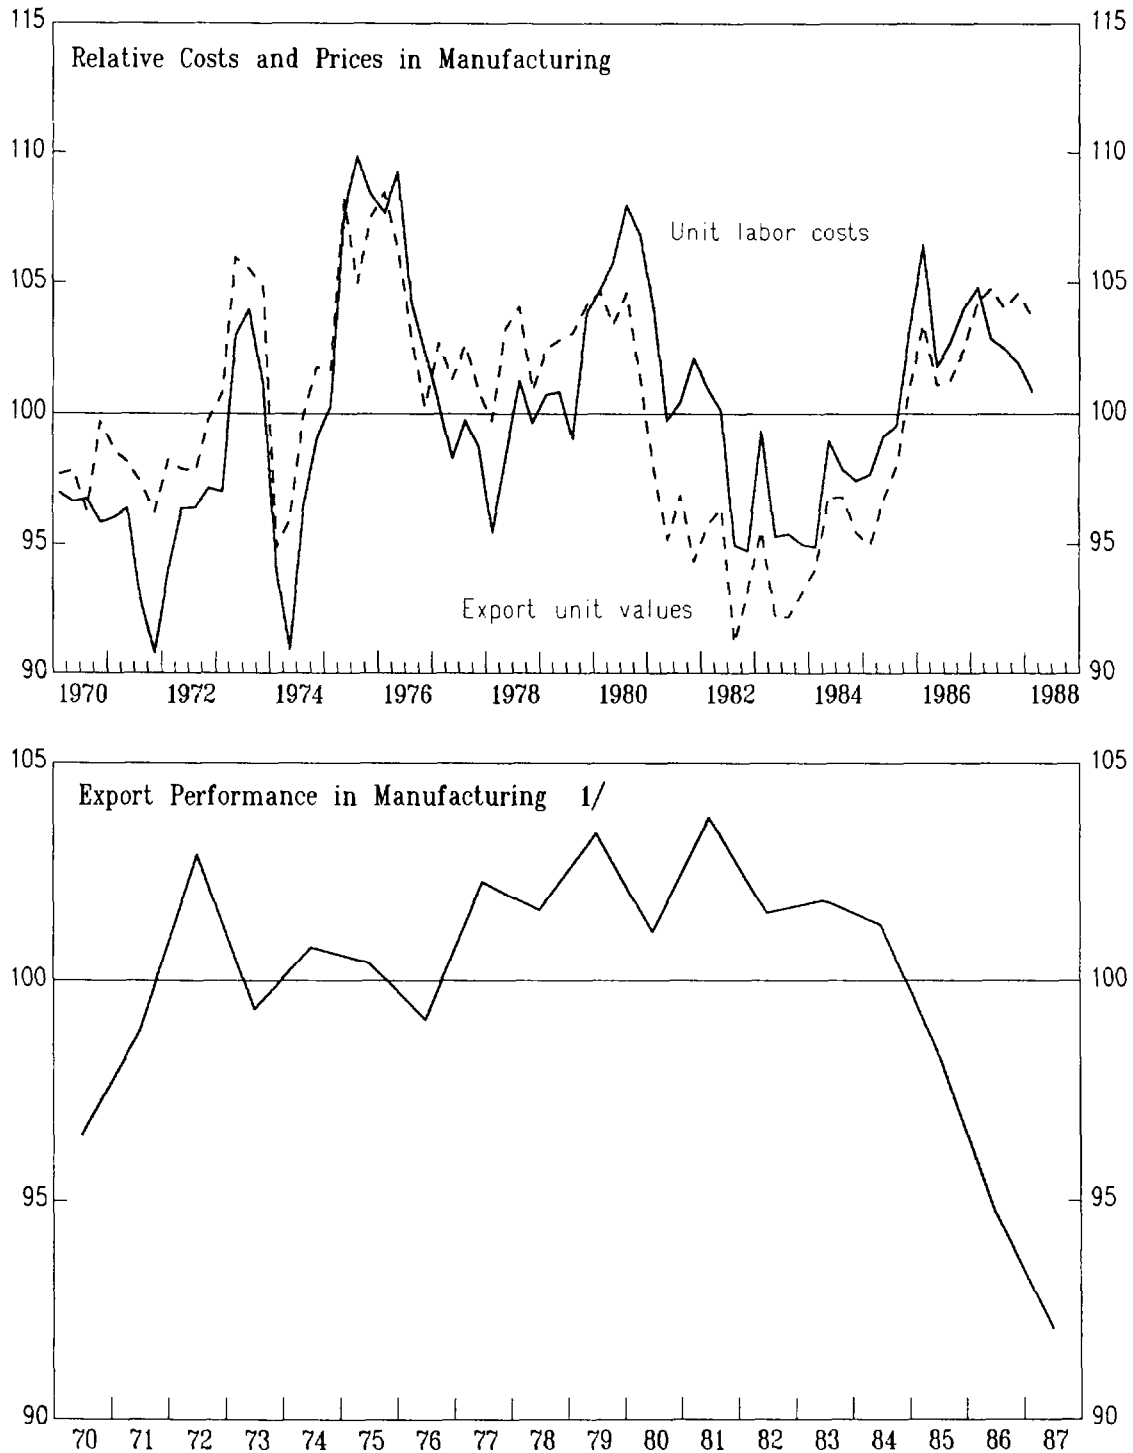 115 115
Relative Costs and Prices in Manufacturing
110 110
Unit labor costs
105 105
100 100
95 95
Export unit values
90 90
1970 1972 1974 1976 1978 1980 1982 1984 1986 1988
105 105
Export Performance in Manufacturing 1/
100 100
95 95
90 90
70 71 72 73 74 75 76 77 78 79 80 81 82 83 84 85 86 87